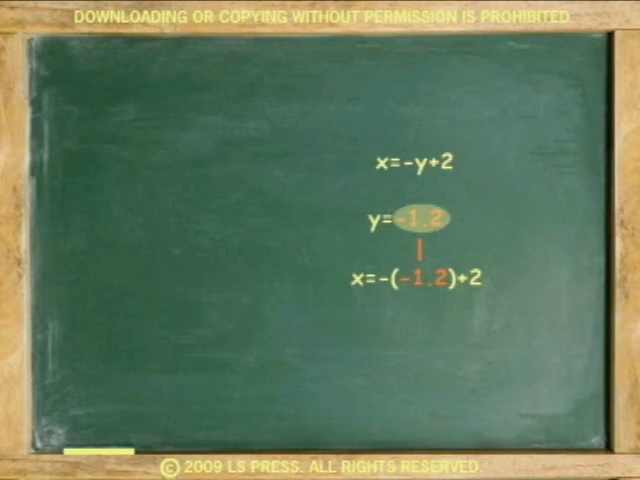 DOWNLOADING OR COPYING WITHOUT PERMISSION IS PROHIBITED
x=-y+2
y=-1.2
x=-(-1.2)+2
© 2009 LS PRESS. ALL RIGHTS RESERVED.